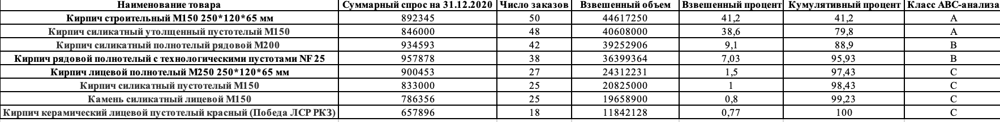 Наименование товара Суммарный спрос на 31.12.2020 Число заказов Взвешенный объем Взвешенный процент Кумулятивный процент Класс АВС-анализа
Кирпич строительный М150 250*120*65 мм 892345 50 44617250 41,2 41,2 А
Кирпич силикатный утолщенный пустотелый М150 846000 48 40608000 38,6 79,8 А
Кирпич силикатный полнотелый рядовой М200 934593 42 39252906 9,1 88,9 В
Кирпич рядовой полнотелый с технологическими пустотами NF 25 957878 38 36399364 7,03 95,93 В
Кирпич лицевой полнотелый М250 250*120*65 мм 900453 27 24312231 1,5 97,43 С
Кирпич силикатный пустотелый М150 833000 25 20825000 1 98,43 С
Камень силикатный лицевой М150 786356 25 19658900 0,8 99,23 С
Кирпич керамический лицевой пустотелый красный (Победа ЛСР РКЗ) 657896 18 11842128 0,77 100 С